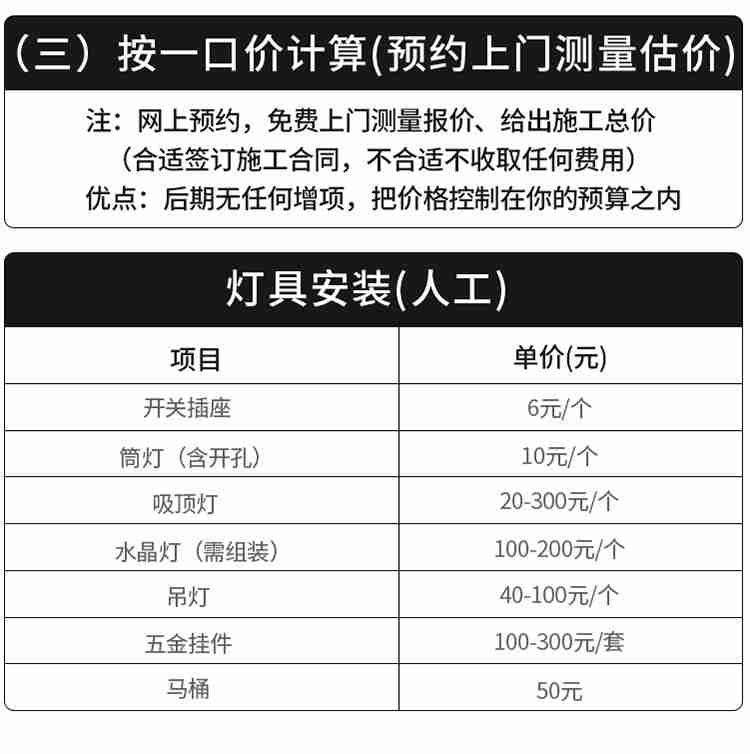 （三）按一口价计算(预约上门测量估价)
注：网上预约，免费上门测量报价、给出施工总价
（合适签订施工合同，不合适不收取任何费用）
优点：后期无任何增项，把价格控制在你的预算之内
灯具安装(人工)
项目 单价(元)
开关插座 6元/个
筒灯（含开孔） 10元/个
吸顶灯 20-300元/个
水晶灯（需组装） 100-200元/个
吊灯 40-100元/个
五金挂件 100-300元/套
马桶 50元